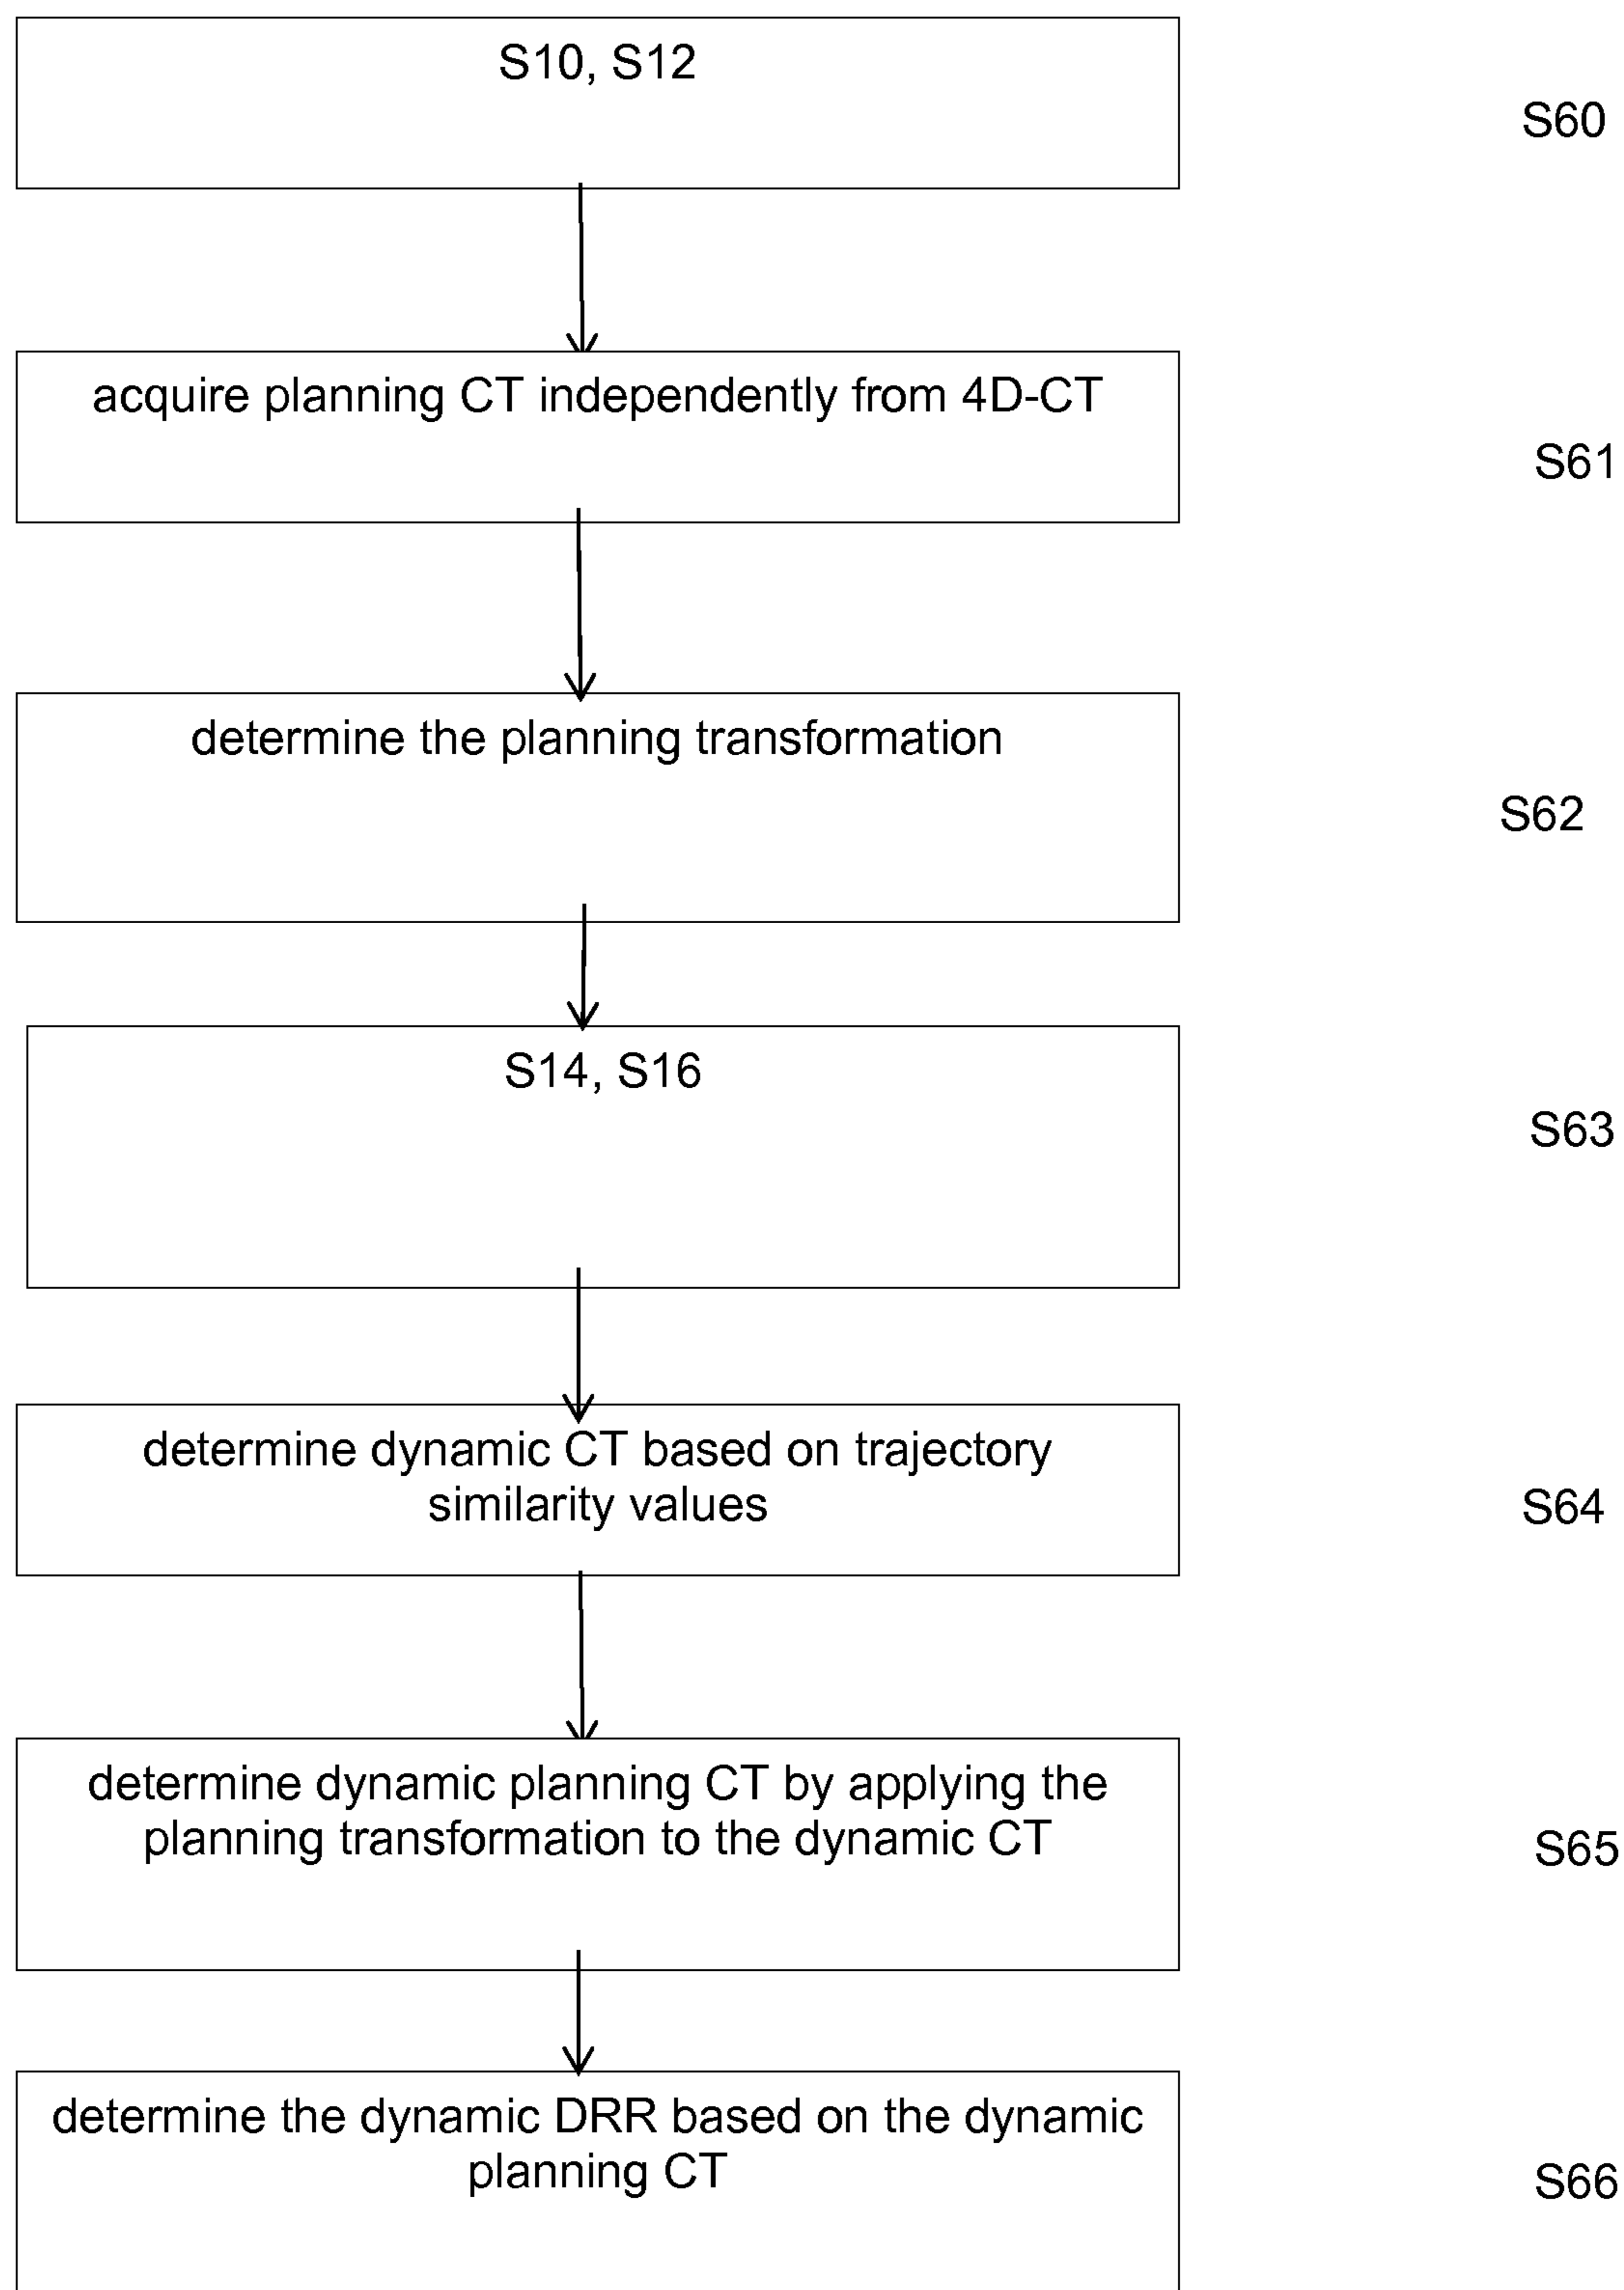 S10, S12
S60
acquire planning CT independently from 4D-CT
S61
determine the planning transformation
S62
S14, S16
S63
determine dynamic CT based on trajectory
similarity values
S64
determine dynamic planning CT by applying the
planning transformation to the dynamic CT
S65
determine the dynamic DRR based on the dynamic
planning CT
S66